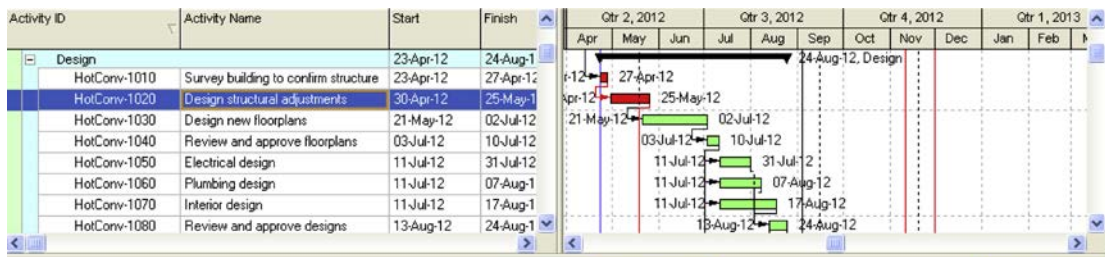 Activity ID Activity Name Start Finish Qtr 2, 2012 Qtr 3, 2012 Qtr 4, 2012 Qtr 1, 2013
Apr May Jun Jul Aug Sep Oct Nov Dec Jan Feb
Design 23-Apr-12 24-Aug-1 24-Aug-12, Design
HotConv-1010 Survey building to confirm structure 23-Apr-12 27-Apr-12 r-12 27-Apr-12
HotConv-1020 Design structural adjustments 30-Apr-12 25-May-1 Apr-12 25-May-12
HotConv-1030 Design new floorplans 21-May-12 02-Jul-12 21-May-12 02-Jul-12
HotConv-1040 Review and approve floorplans 03-Jul-12 10-Jul-12 03-Jul-12 10-Jul-12
HotConv-1050 Electrical design 11-Jul-12 31-Jul-12 11-Jul-12 31-Jul-12
HotConv-1060 Plumbing design 11-Jul-12 07-Aug-1 11-Jul-12 07-Aug-12
HotConv-1070 Interior design 11-Jul-12 17-Aug-1 11-Jul-12 17-Aug-12
HotConv-1080 Review and approve designs 13-Aug-12 24-Aug-1 13-Aug-12 24-Aug-12